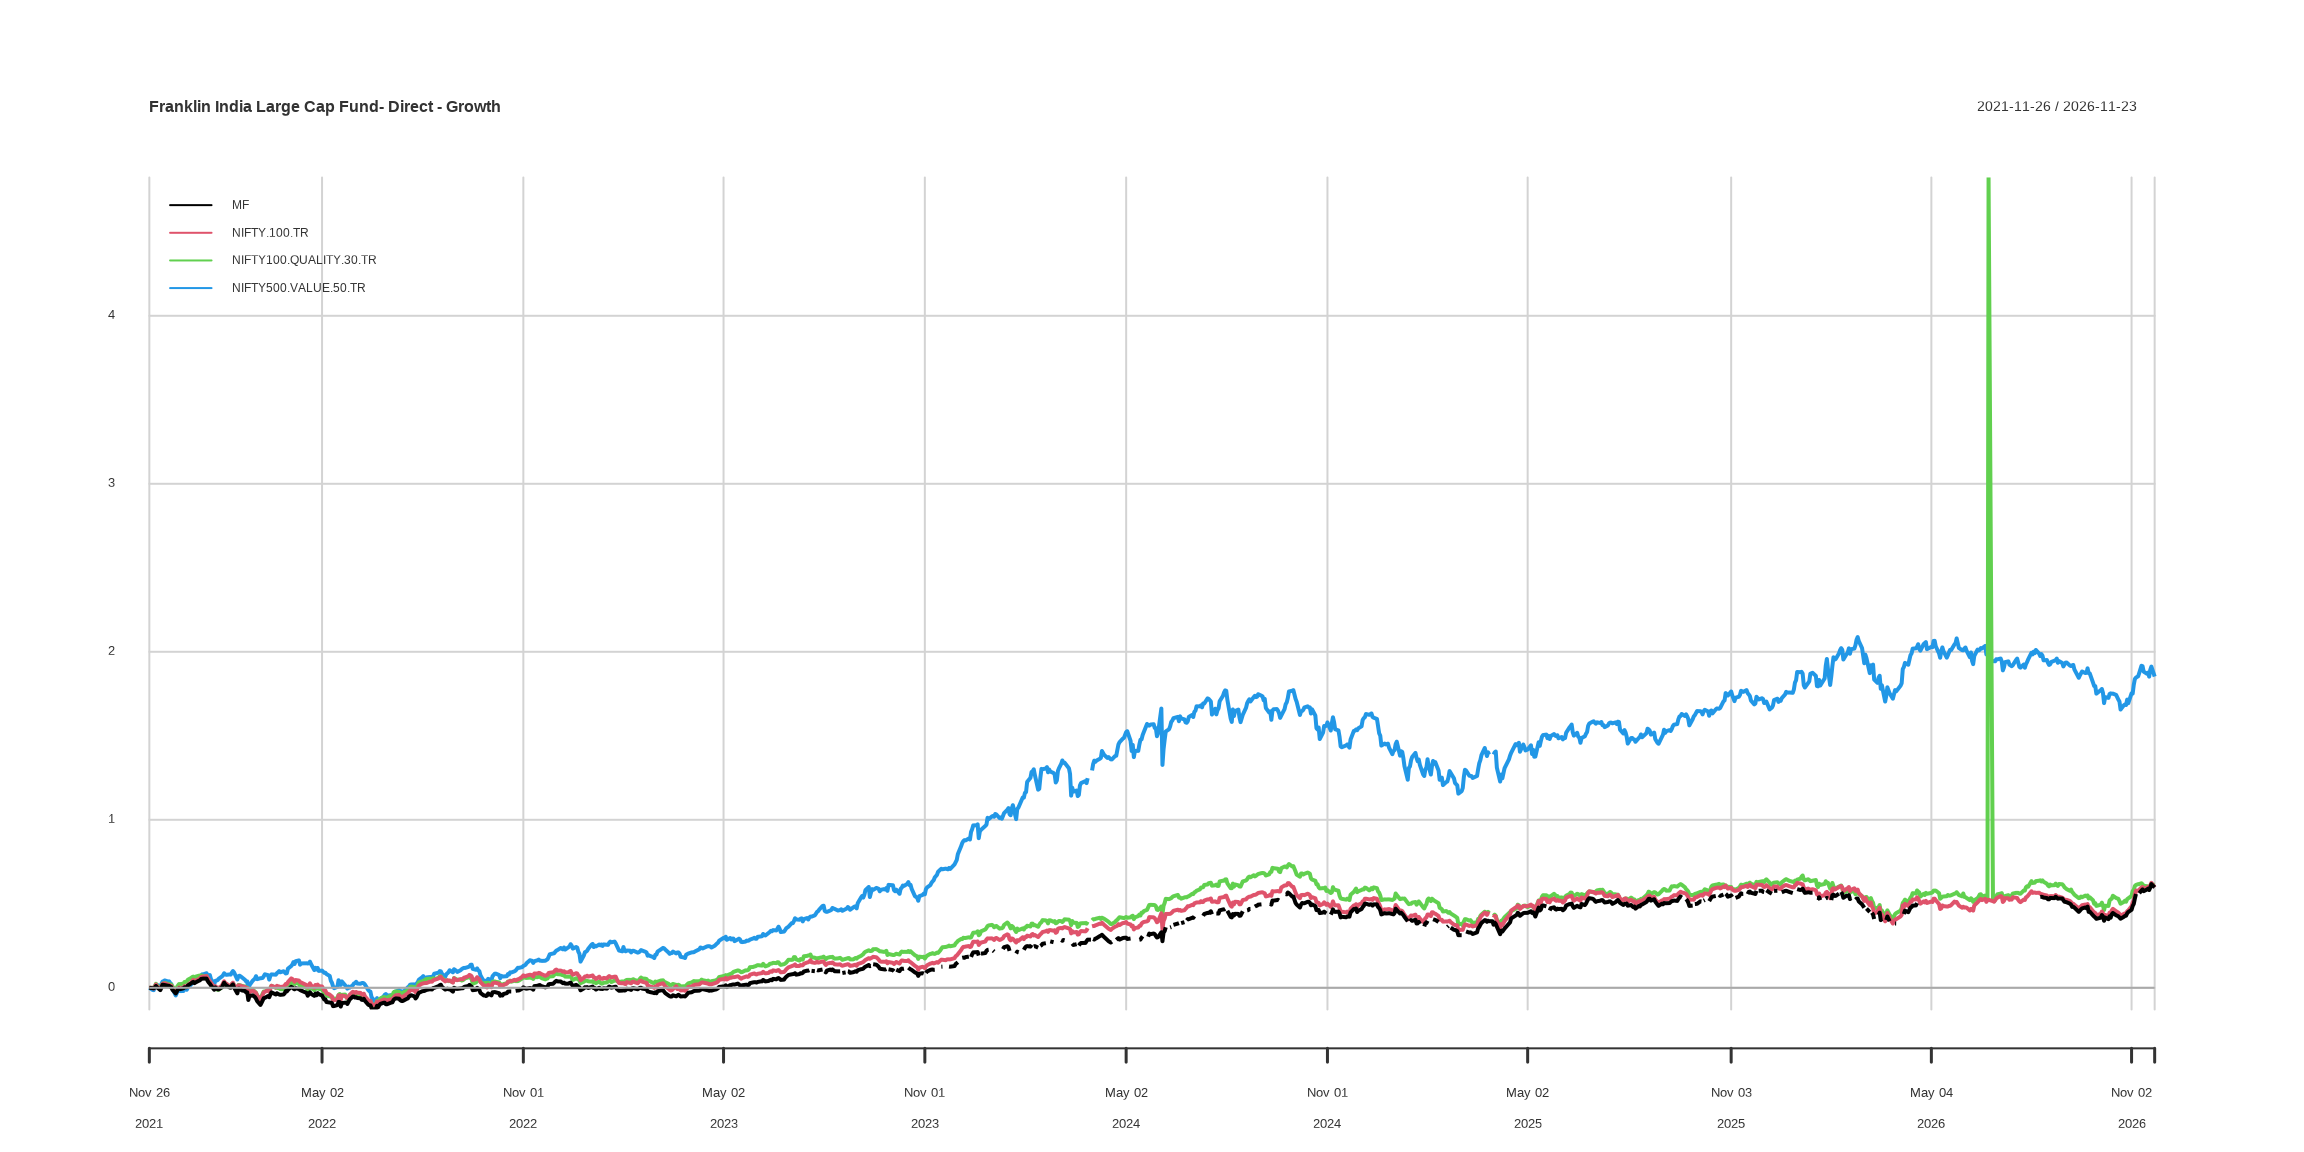 Franklin India Large Cap Fund- Direct - Growth
2021-11-26 / 2026-11-23
MF
NIFTY.100.TR
NIFTY100.QUALITY.30.TR
NIFTY500.VALUE.50.TR
4
3
2
1
0
Nov 26 May 02 Nov 01 May 02 Nov 01 May 02 Nov 01 May 02 Nov 03 May 04 Nov 02
2021 2022 2022 2023 2023 2024 2024 2025 2025 2026 2026